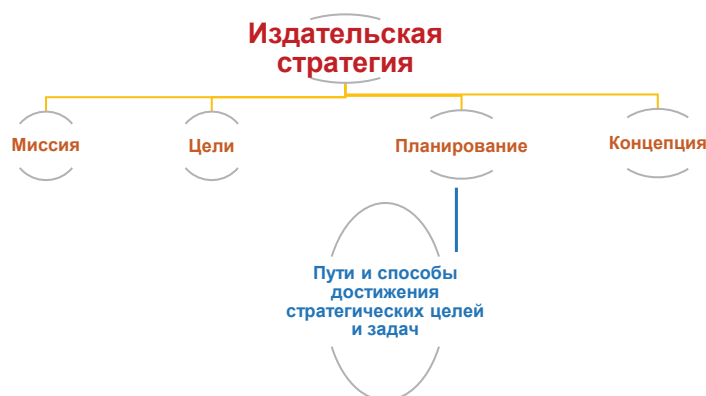 Издательская
стратегия
Миссия
Цели
Планирование
Концепция
Пути и способы
достижения
стратегических целей
и задач